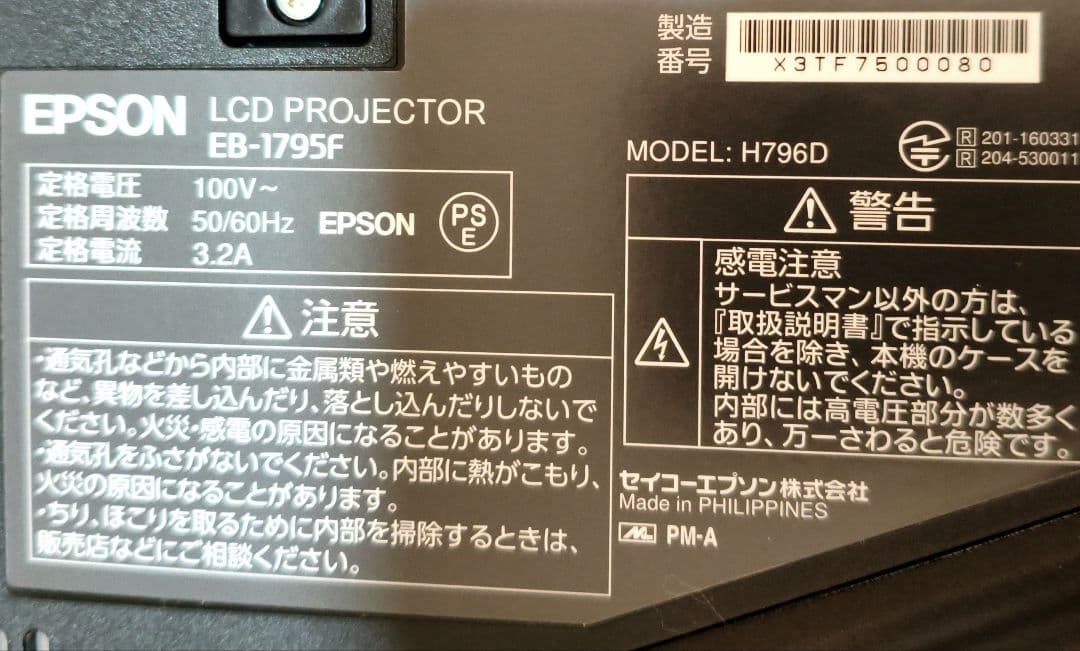 製造
番号
X3TF7500080
EPSON LCD PROJECTOR
EB-1795F
MODEL: H796D
R 201-160331
R 204-530011
定格電圧 100V~
定格周波数 50/60Hz
定格電流 3.2A
EPSON
PS
E
注意
・通気孔などから内部に金属類や燃えやすいもの
など、異物を差し込んだり、落とし込んだりしないで
ください。火災・感電の原因になることがあります。
・通気孔をふさがないでください。内部に熱がこもり、
火災の原因になることがあります。
・ちり、ほこりを取るために内部を掃除するときは、
販売店などにご相談ください。
警告
感電注意
サービスマン以外の方は、
『取扱説明書』で指示している
場合を除き、本機のケースを
開けないでください。
内部には高電圧部分が数多く
あり、万一さわると危険です。
セイコーエプソン株式会社
Made in PHILIPPINES
ML PM-A